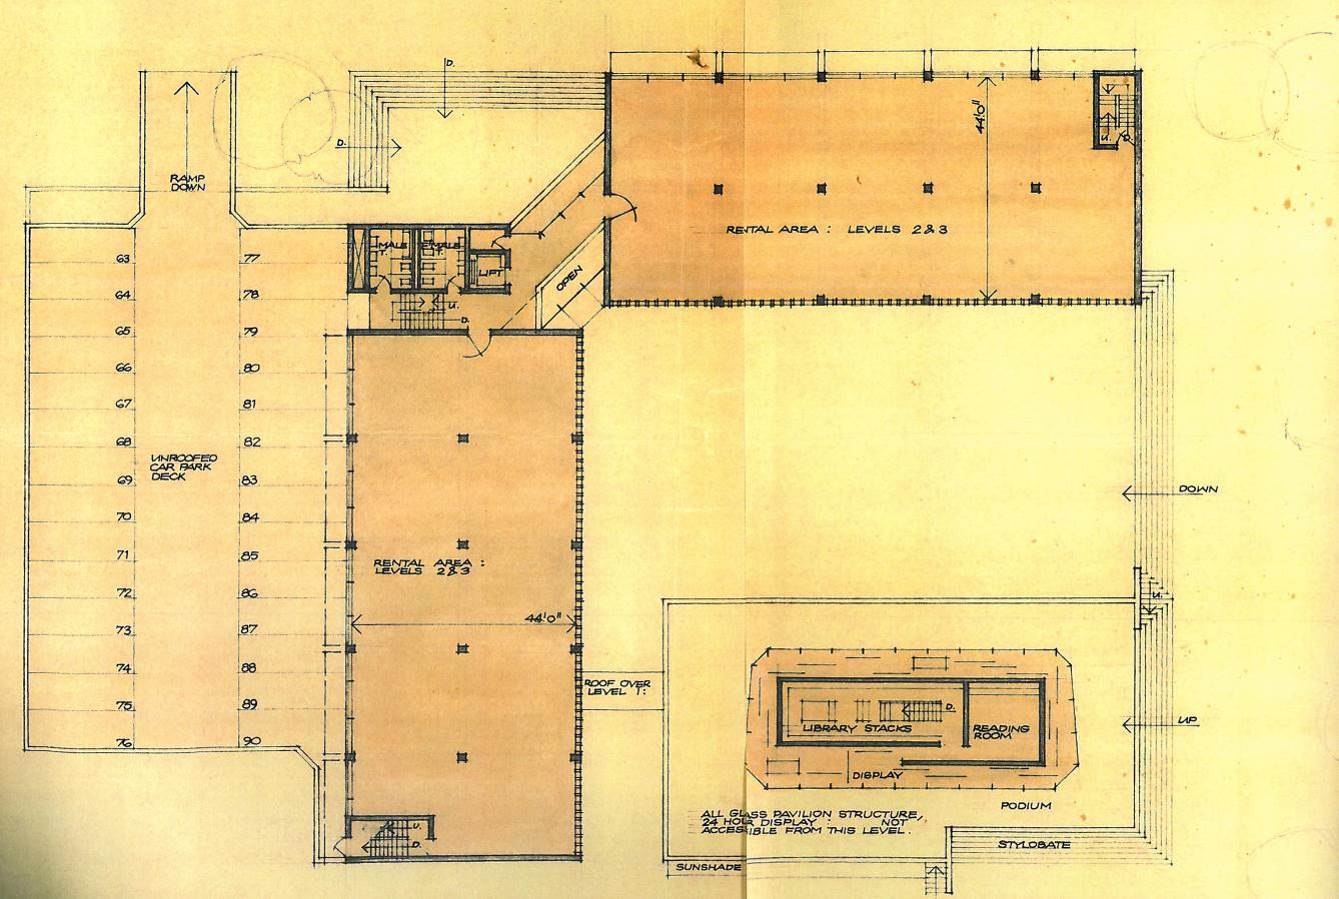 D.
D.
RAMP
DOWN
44'0"
U.
D.
RENTAL AREA : LEVELS 2 & 3
MALE
T.
FEMALE
T.
LIFT
OPEN
U.
D.
63
64
65
66
67
68
69
70
71
72
73
74
75
76
77
78
79
80
81
82
83
84
85
86
87
88
89
90
UNROOFED
CAR PARK
DECK
RENTAL AREA :
LEVELS 2 & 3
44'0"
DOWN
U.
ROOF OVER
LEVEL 1:
UP
D.
LIBRARY STACKS
READING
ROOM
DISPLAY
PODIUM
ALL GLASS PAVILION STRUCTURE,
24 HOUR DISPLAY : NOT
ACCESSIBLE FROM THIS LEVEL.
STYLOBATE
SUNSHADE
U.
D.